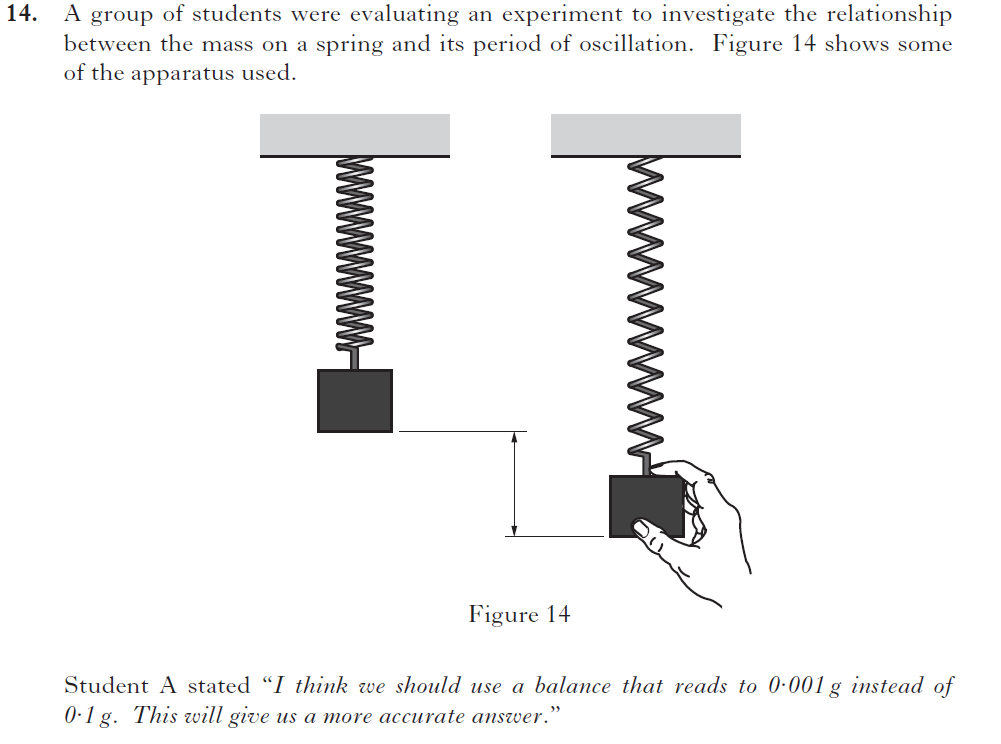 14. A group of students were evaluating an experiment to investigate the relationship
between the mass on a spring and its period of oscillation. Figure 14 shows some
of the apparatus used.
Figure 14
Student A stated “I think we should use a balance that reads to 0·001 g instead of
0·1 g. This will give us a more accurate answer.”